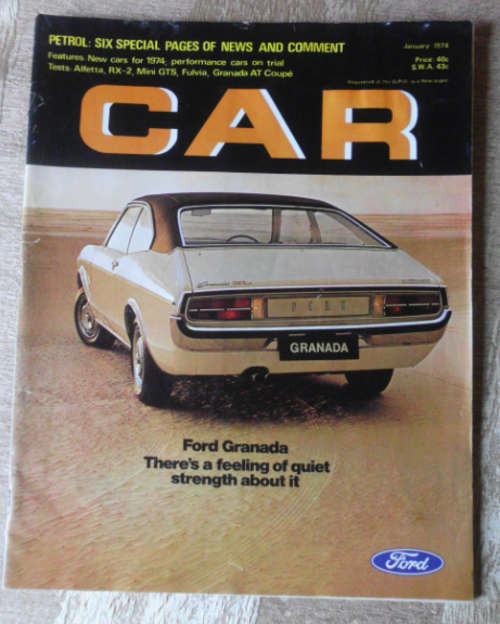 PETROL: SIX SPECIAL PAGES OF NEWS AND COMMENT
January 1974
Features: New cars for 1974, performance cars on trial
Price: 40c
Tests: Alfetta, RX-2, Mini GTS, Fulvia, Granada AT Coupé
S.W.A. 43c
CAR
FORD
GRANADA
Ford Granada
There's a feeling of quiet
strength about it
Ford